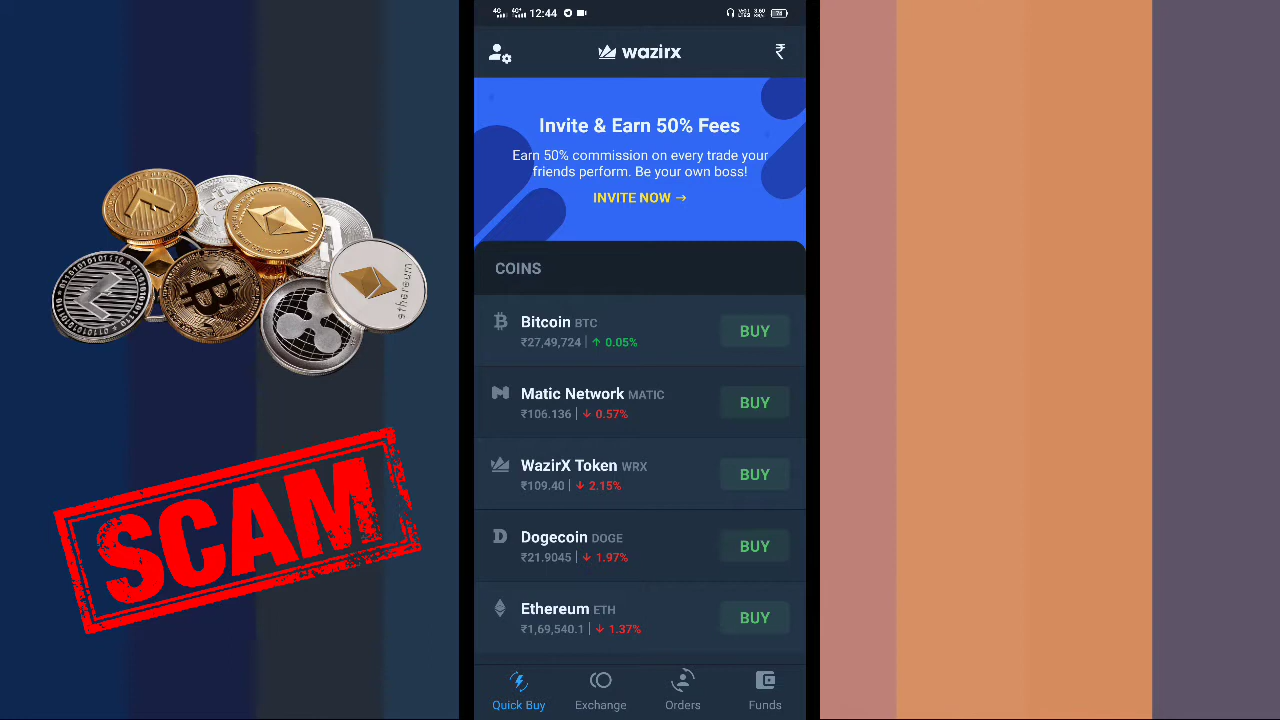 4G 4G+ 12:44
wazirx
₹
Invite & Earn 50% Fees
Earn 50% commission on every trade your
friends perform. Be your own boss!
INVITE NOW →
COINS
Bitcoin BTC
₹27,49,724 | ↑ 0.05%
BUY
Matic Network MATIC
₹106.136 | ↓ 0.57%
BUY
WazirX Token WRX
₹109.40 | ↓ 2.15%
BUY
Dogecoin DOGE
₹21.9045 | ↓ 1.97%
BUY
Ethereum ETH
₹1,69,540.1 | ↓ 1.37%
BUY
Quick Buy
Exchange
Orders
Funds
ethereum
SCAM